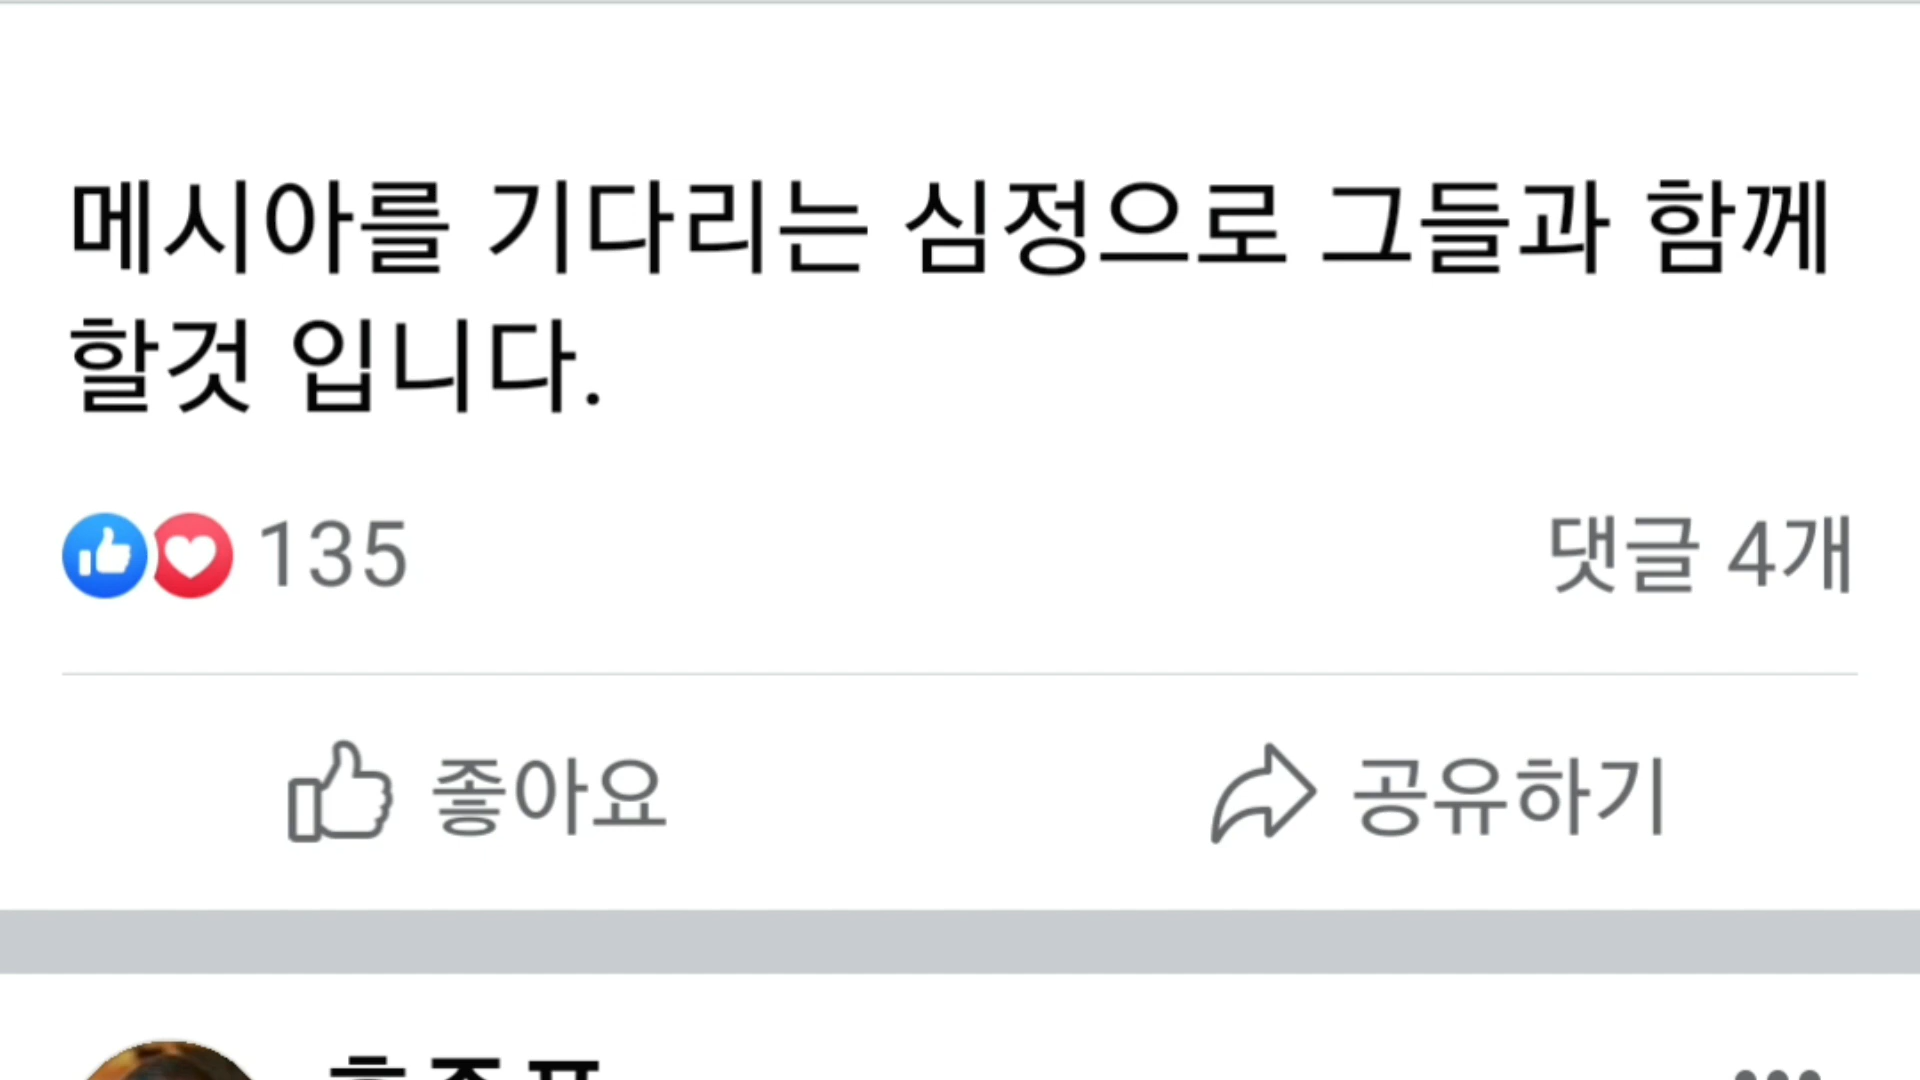 메시아를 기다리는 심정으로 그들과 함께
할것 입니다.
135
댓글 4개
좋아요
공유하기